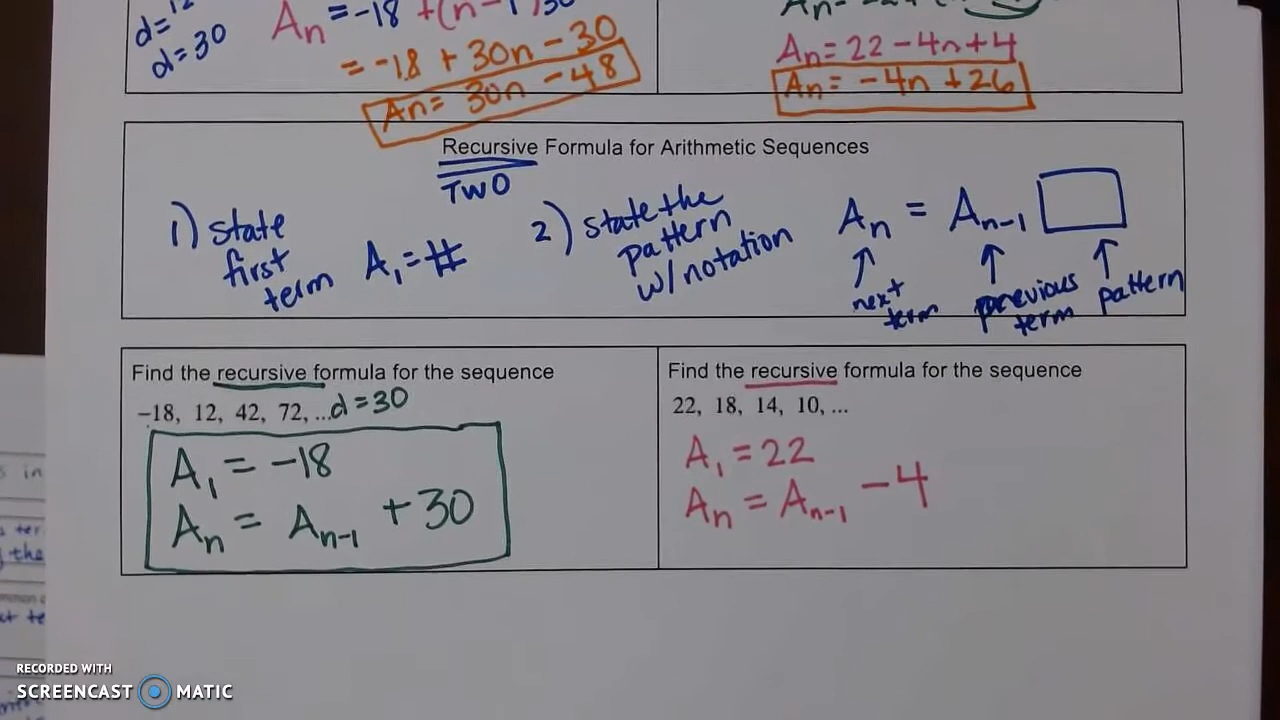 d=12
d=30
An =-18 +(n-1)30
= -18 + 30n - 30
An= 30n - 48
An=
An=22-4n+4
An= -4n +26
Recursive Formula for Arithmetic Sequences
TWO
1) state first term A1=#
2) state the pattern w/ notation
An = An-1
next term
previous term
pattern
Find the recursive formula for the sequence
−18, 12, 42, 72, ... d=30
A1 = -18
An = An-1 +30
Find the recursive formula for the sequence
22, 18, 14, 10, ...
A1 = 22
An = An-1 -4
s in
the
RECORDED WITH
SCREENCAST MATIC